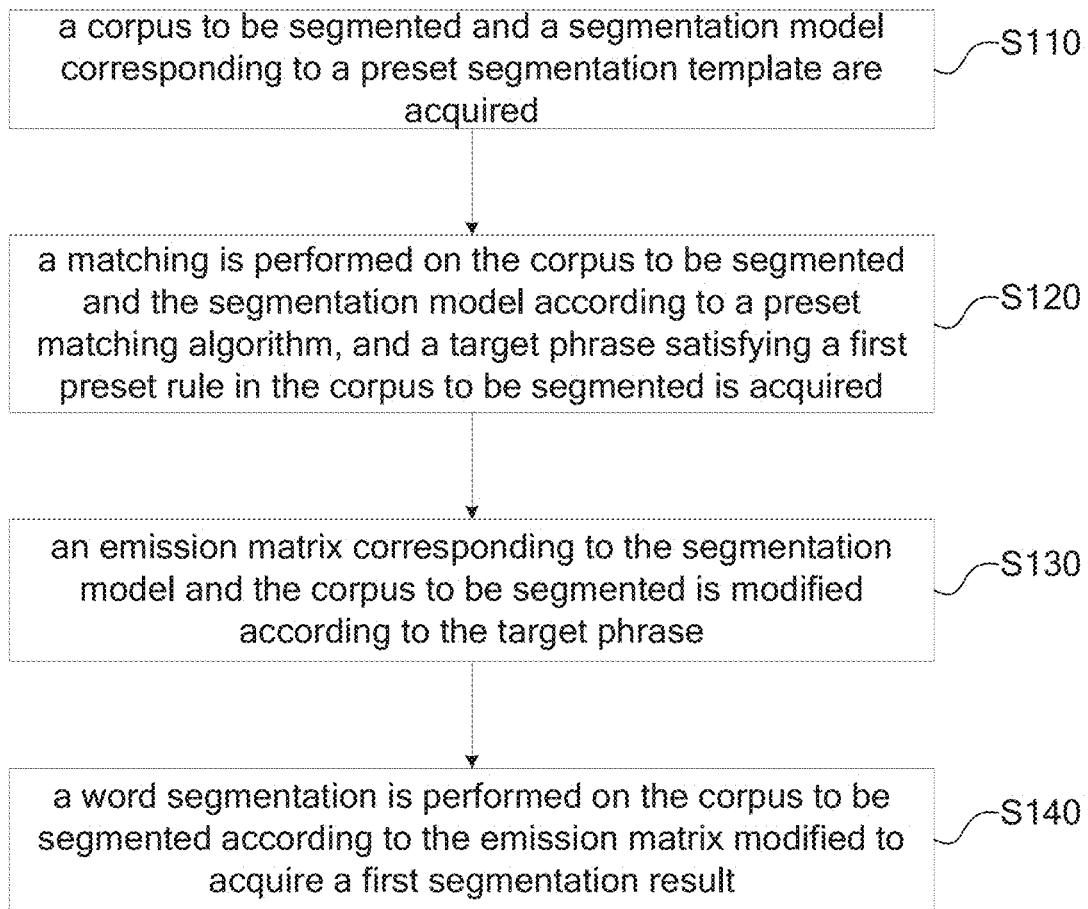 a corpus to be segmented and a segmentation model
corresponding to a preset segmentation template are
acquired
S110
a matching is performed on the corpus to be segmented
and the segmentation model according to a preset
matching algorithm, and a target phrase satisfying a first
preset rule in the corpus to be segmented is acquired
S120
an emission matrix corresponding to the segmentation
model and the corpus to be segmented is modified
according to the target phrase
S130
a word segmentation is performed on the corpus to be
segmented according to the emission matrix modified to
acquire a first segmentation result
S140